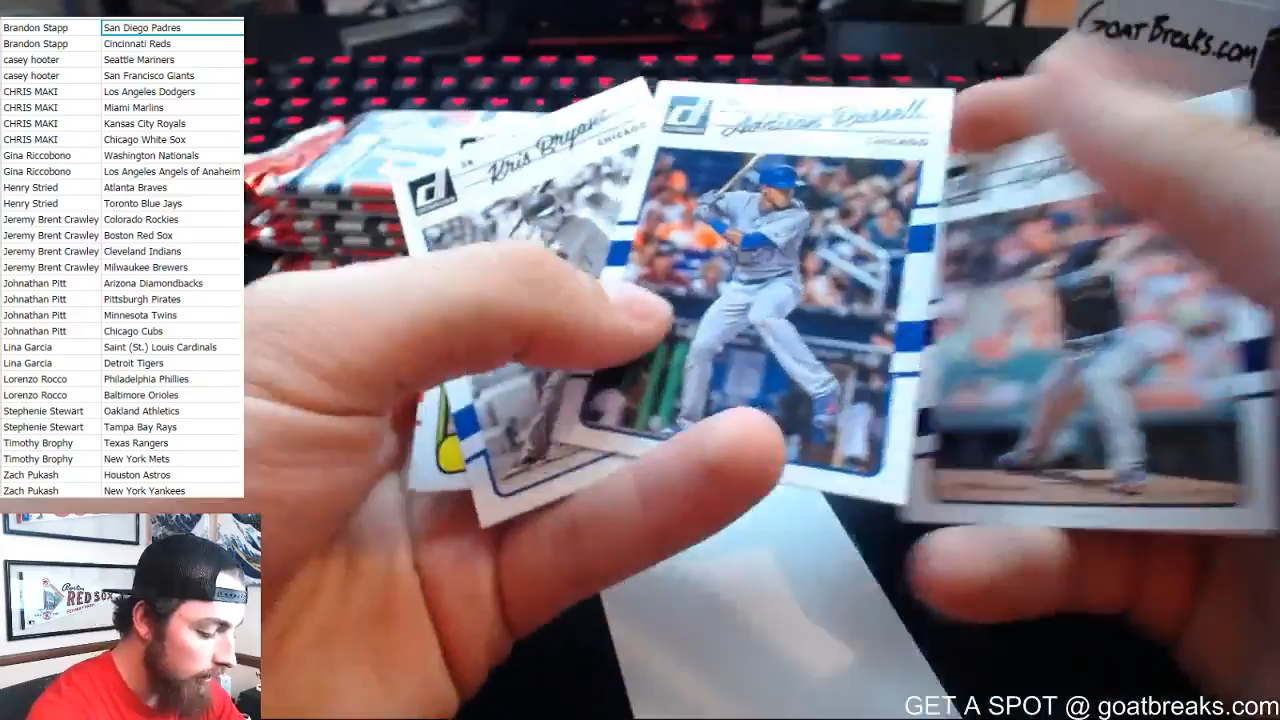 Brandon Stapp San Diego Padres
Brandon Stapp Cincinnati Reds
casey hooter Seattle Mariners
casey hooter San Francisco Giants
CHRIS MAKI Los Angeles Dodgers
CHRIS MAKI Miami Marlins
CHRIS MAKI Kansas City Royals
CHRIS MAKI Chicago White Sox
Gina Riccobono Washington Nationals
Gina Riccobono Los Angeles Angels of Anaheim
Henry Stried Atlanta Braves
Henry Stried Toronto Blue Jays
Jeremy Brent Crawley Colorado Rockies
Jeremy Brent Crawley Boston Red Sox
Jeremy Brent Crawley Cleveland Indians
Jeremy Brent Crawley Milwaukee Brewers
Johnathan Pitt Arizona Diamondbacks
Johnathan Pitt Pittsburgh Pirates
Johnathan Pitt Minnesota Twins
Johnathan Pitt Chicago Cubs
Lina Garcia Saint (St.) Louis Cardinals
Lina Garcia Detroit Tigers
Lorenzo Rocco Philadelphia Phillies
Lorenzo Rocco Baltimore Orioles
Stephenie Stewart Oakland Athletics
Stephenie Stewart Tampa Bay Rays
Timothy Brophy Texas Rangers
Timothy Brophy New York Mets
Zach Pukash Houston Astros
Zach Pukash New York Yankees
GOATBREAKS.COM
Kris Bryant
CHICAGO
Addison Russell
CHICAGO
RED SOX
GET A SPOT @ goatbreaks.com